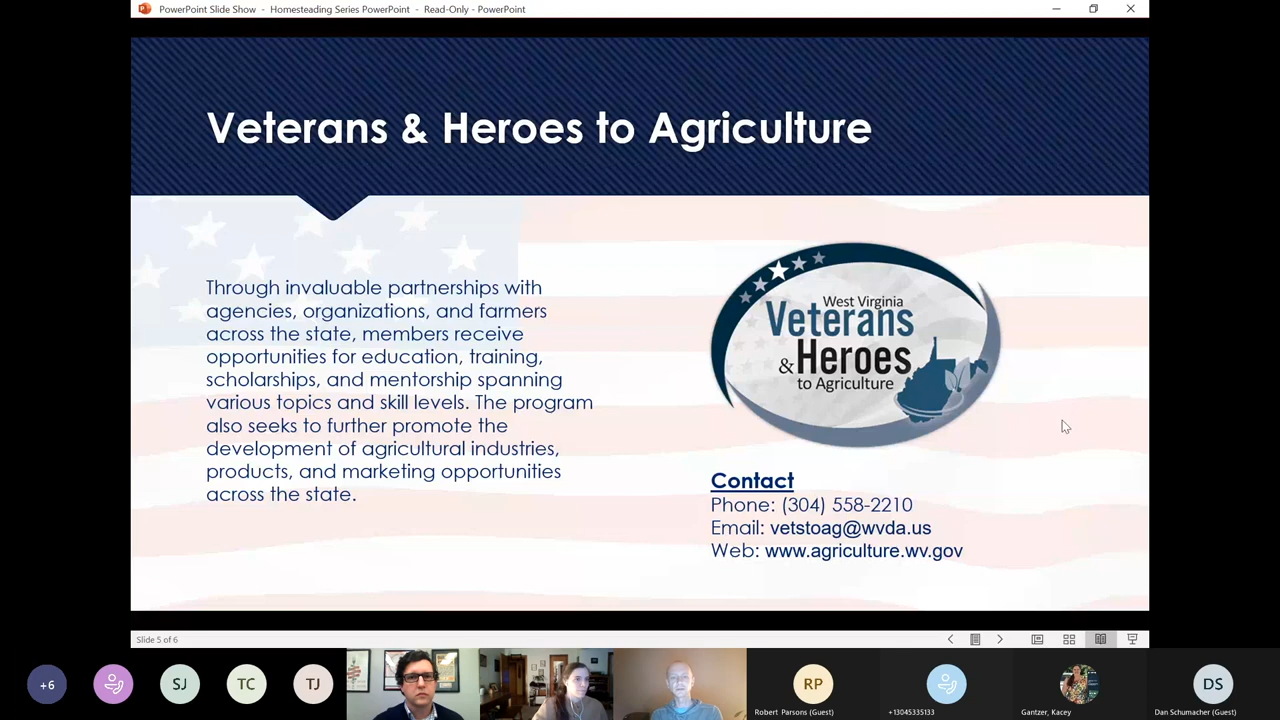 PowerPoint Slide Show - Homesteading Series PowerPoint - Read-Only - PowerPoint
Veterans & Heroes to Agriculture
Through invaluable partnerships with
agencies, organizations, and farmers
across the state, members receive
opportunities for education, training,
scholarships, and mentorship spanning
various topics and skill levels. The program
also seeks to further promote the
development of agricultural industries,
products, and marketing opportunities
across the state.
West Virginia
Veterans
& Heroes
to Agriculture
Contact
Phone: (304) 558-2210
Email: vetstoag@wvda.us
Web: www.agriculture.wv.gov
Slide 5 of 6
+6
SJ
TC
TJ
RP
DS
Robert Parsons (Guest)
+13045335133
Gantzer, Kacey
Dan Schumacher (Guest)